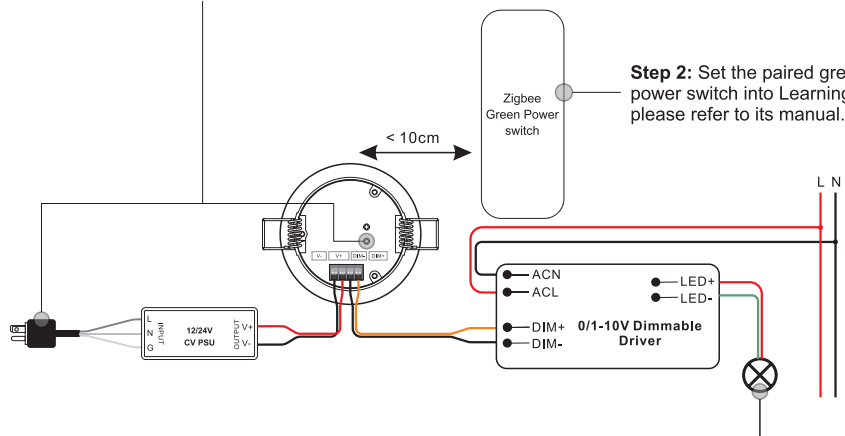 Zigbee
Green Power
switch
Step 2: Set the paired gre
power switch into Learning
please refer to its manual.
< 10cm
L N
V- V+ DIM- DIM+
ACN
ACL
LED+
LED-
DIM+
DIM-
0/1-10V Dimmable
Driver
L
N
G
INPUT
12/24V
CV PSU
OUTPUT
V+
V-